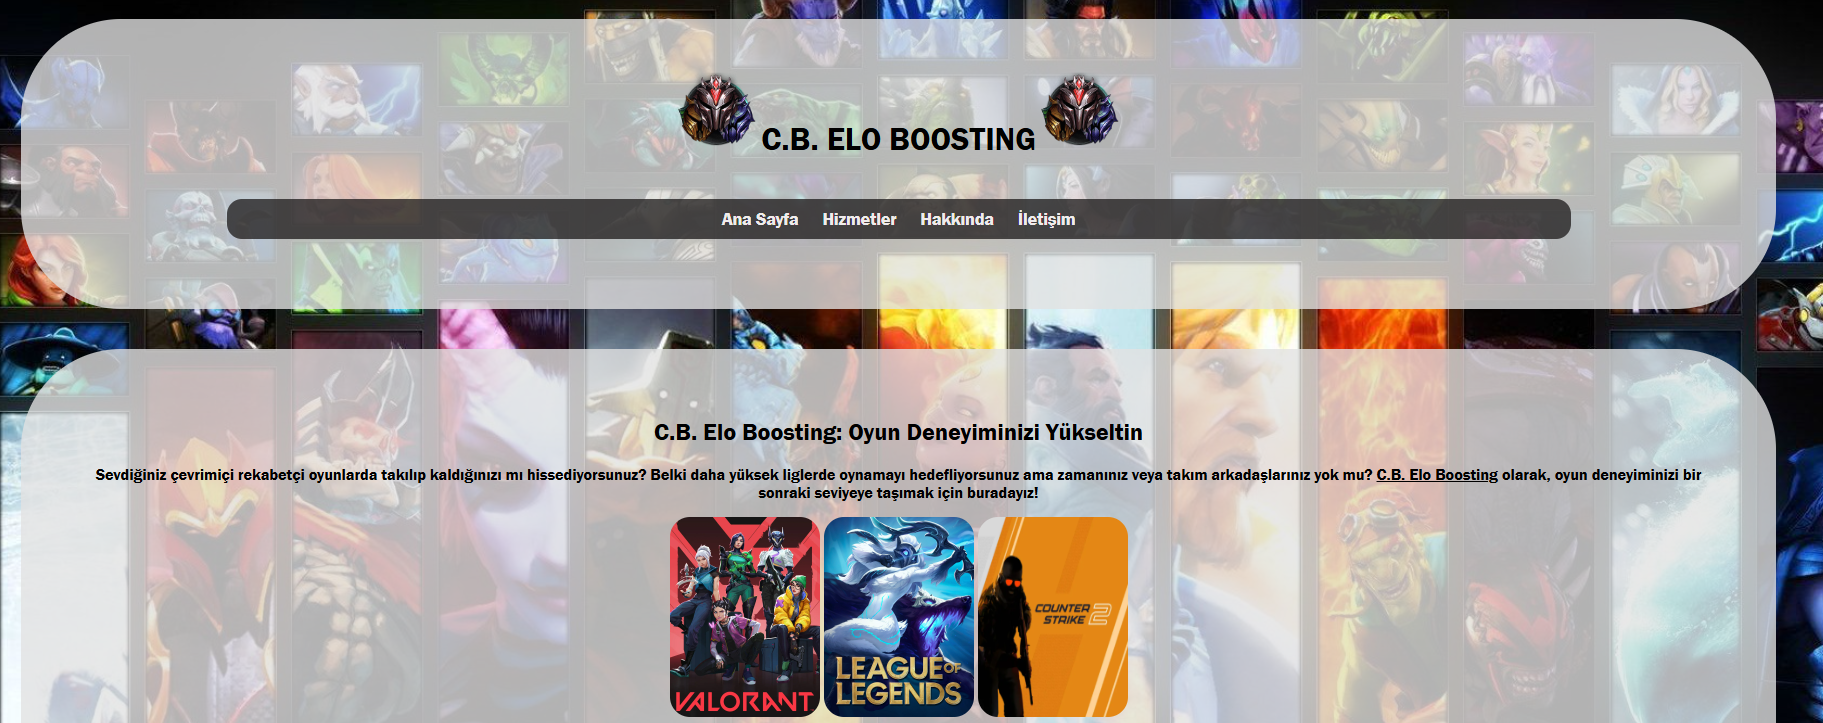 C.B. ELO BOOSTING
Ana Sayfa Hizmetler Hakkında İletişim
C.B. Elo Boosting: Oyun Deneyiminizi Yükseltin
Sevdiğiniz çevrimiçi rekabetçi oyunlarda takılıp kaldığınızı mı hissediyorsunuz? Belki daha yüksek liglerde oynamayı hedefliyorsunuz ama zamanınız veya takım arkadaşlarınız yok mu? C.B. Elo Boosting olarak, oyun deneyiminizi bir
sonraki seviyeye taşımak için buradayız!
VALORANT
LEAGUE OF
LEGENDS
COUNTER
STRIKE 2